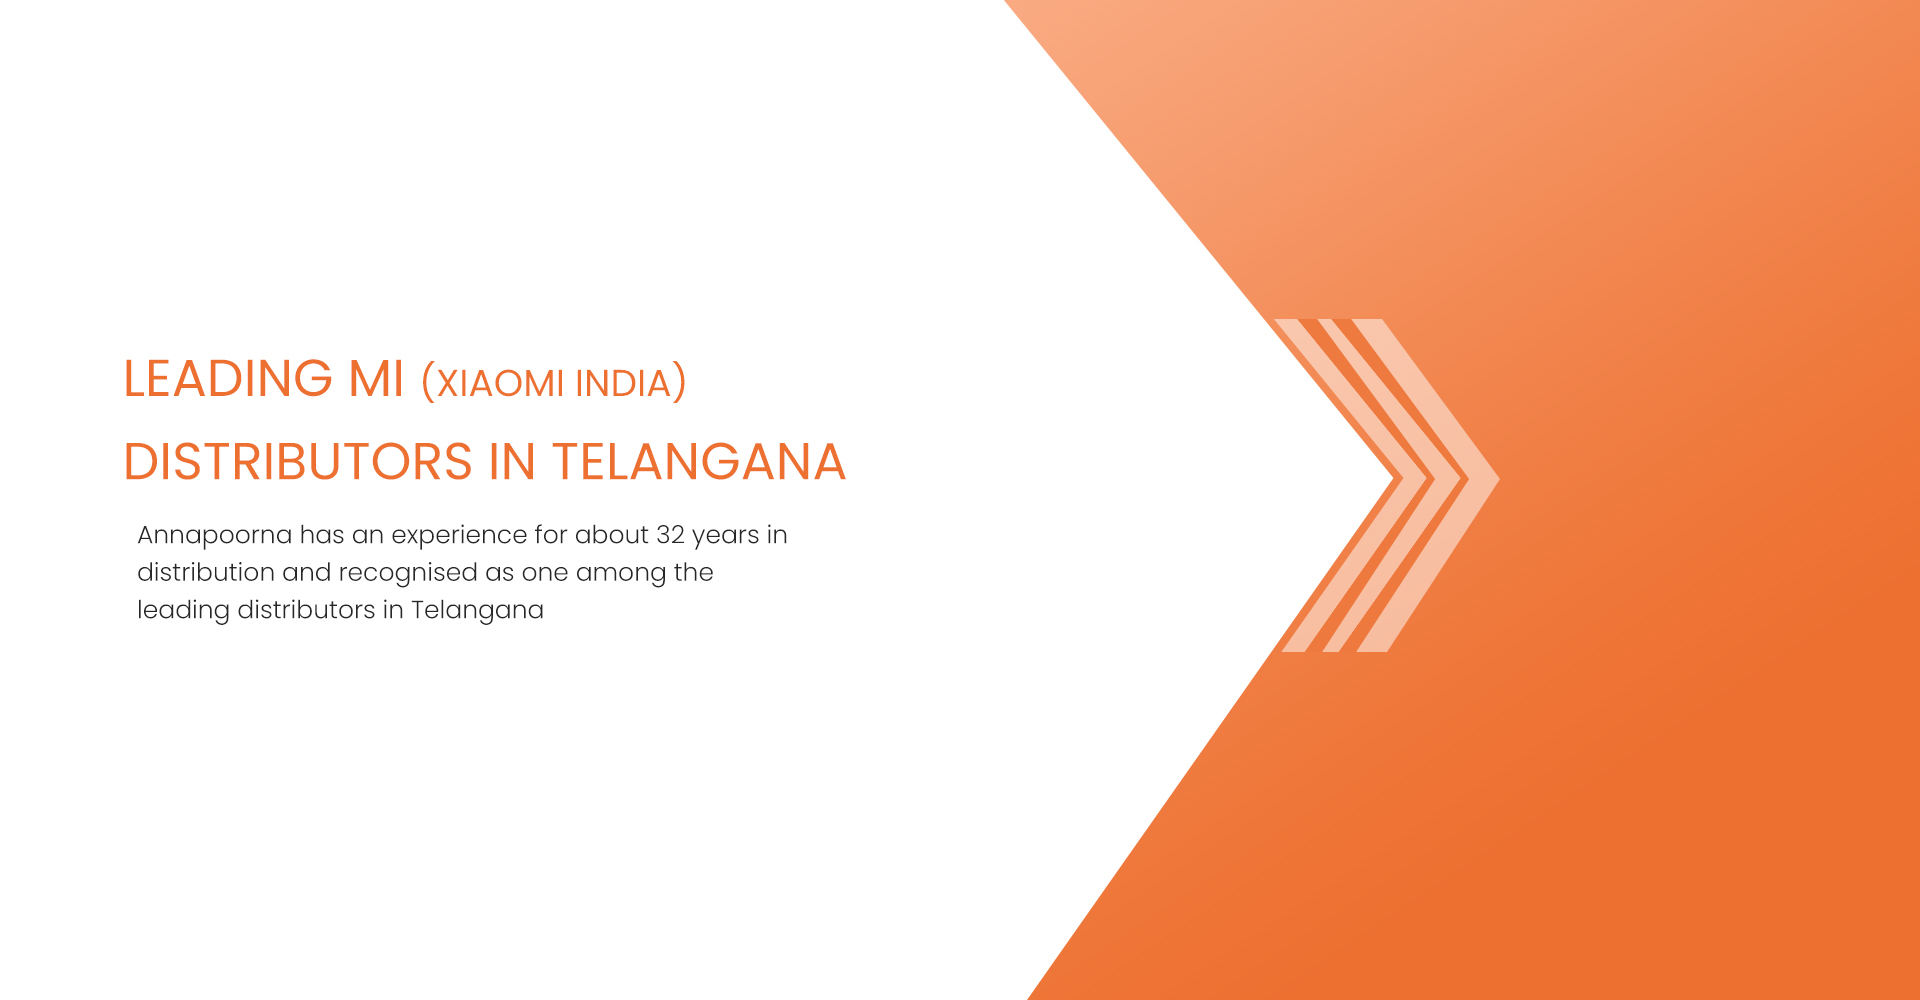 LEADING MI (XIAOMI INDIA)
DISTRIBUTORS IN TELANGANA
Annapoorna has an experience for about 32 years in
distribution and recognised as one among the
leading distributors in Telangana